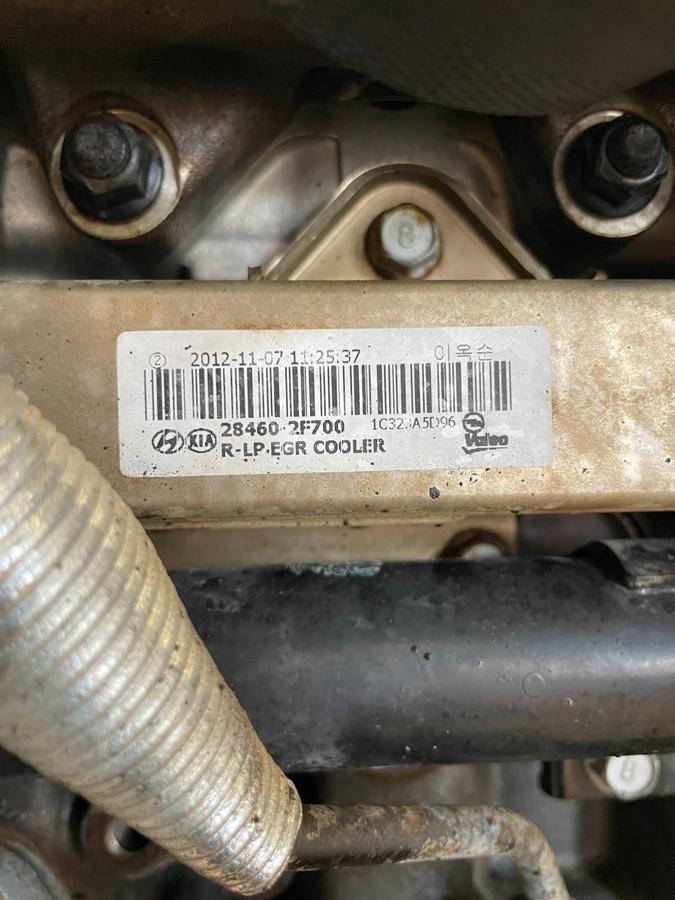 ② 2012-11-07 11:25:37 이옥순
28460-2F700
KIA
R-LP.EGR COOLER
Valeo